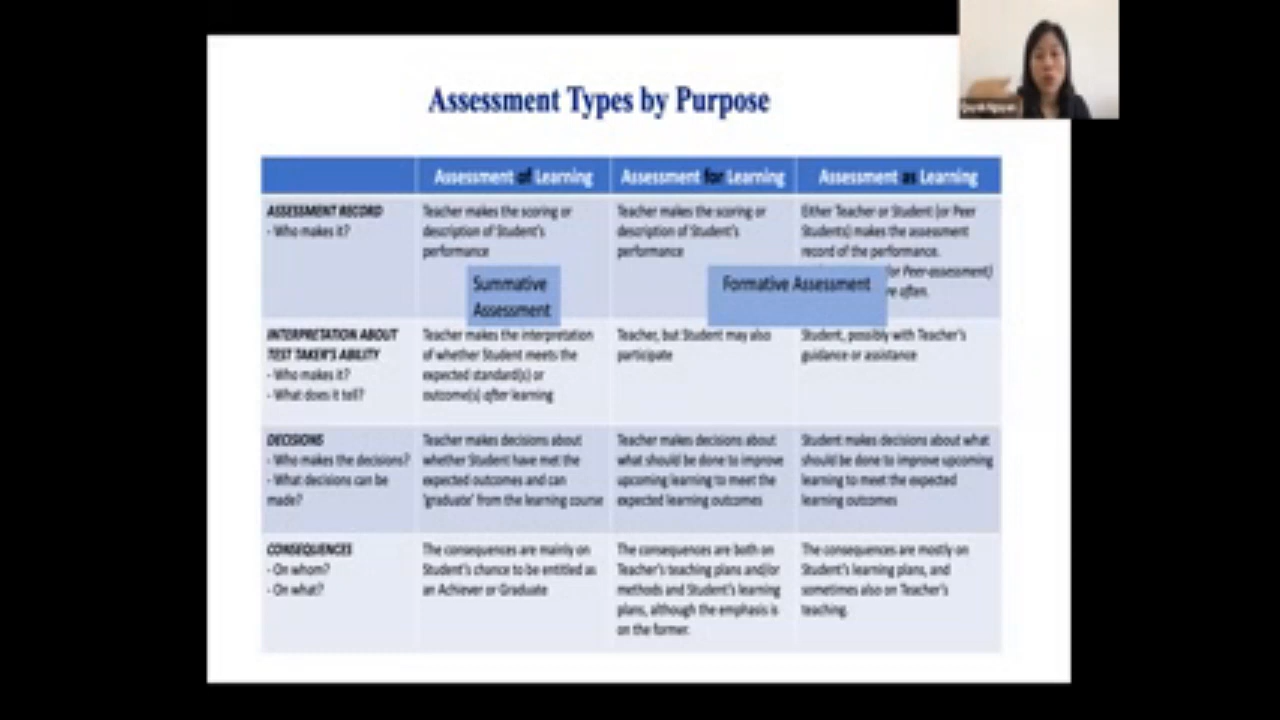 Assessment Types by Purpose
Assessment of Learning
Assessment for Learning
Assessment as Learning
ASSESSMENT RECORD
- Who makes it?
Teacher makes the scoring or
description of Student's
performance
Teacher makes the scoring or
description of Student's
performance
Either Teacher or Student (or Peer
Students) makes the assessment
record of the performance.
(or Peer-assessment)
often.
Summative
Assessment
Formative Assessment
INTERPRETATION ABOUT
TEST TAKER'S ABILITY
- Who makes it?
- What does it tell?
Teacher makes the interpretation
of whether Student meets the
expected standard(s) or
outcome(s) after learning
Teacher, but Student may also
participate
Student, possibly with Teacher's
guidance or assistance
DECISIONS
- Who makes the decisions?
- What decisions can be
made?
Teacher makes decisions about
whether Student have met the
expected outcomes and can
'graduate' from the learning course
Teacher makes decisions about
what should be done to improve
upcoming learning to meet the
expected learning outcomes
Student makes decisions about what
should be done to improve upcoming
learning to meet the expected
learning outcomes
CONSEQUENCES
- On whom?
- On what?
The consequences are mainly on
Student's chance to be entitled as
an Achiever or Graduate
The consequences are both on
Teacher's teaching plans and/or
methods and Student's learning
plans, although the emphasis is
on the former.
The consequences are mostly on
Student's learning plans, and
sometimes also on Teacher's
teaching.